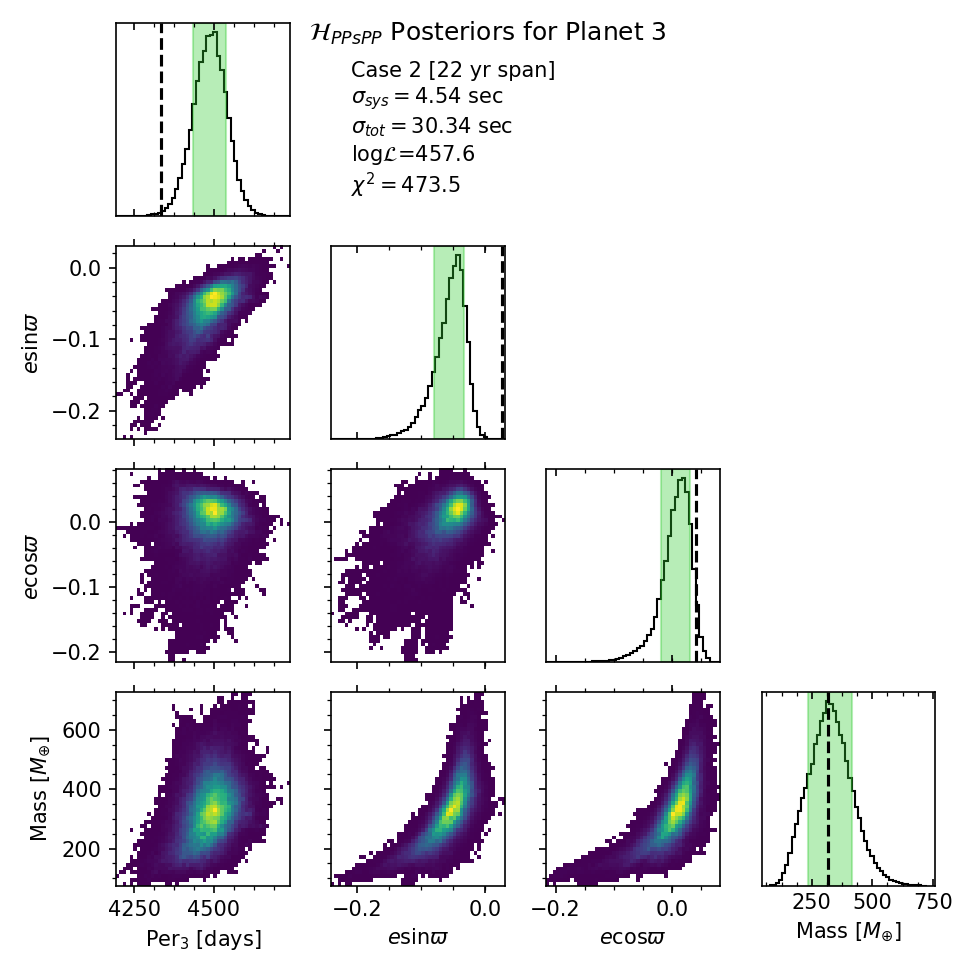 ℋ_PPsPP Posteriors for Planet 3
Case 2 [22 yr span]
σ_sys = 4.54 sec
σ_tot = 30.34 sec
logℒ=457.6
χ² = 473.5
0.0
−0.1
−0.2
esinϖ
0.0
−0.1
−0.2
ecosϖ
600
400
200
Mass [M⊕]
4250 4500
Per₃ [days]
−0.2 0.0
esinϖ
−0.2 0.0
ecosϖ
250 500 750
Mass [M⊕]